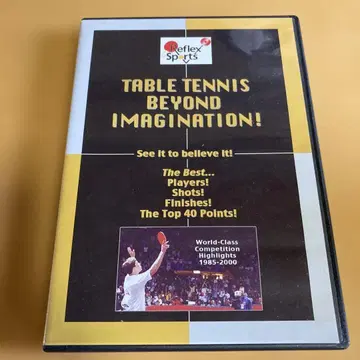 Reflex
Sports
TABLE TENNIS
BEYOND
IMAGINATION!
See it to believe it!
The Best...
Players!
Shots!
Finishes!
The Top 40 Points!
World-Class
Competition
Highlights
1985-2000